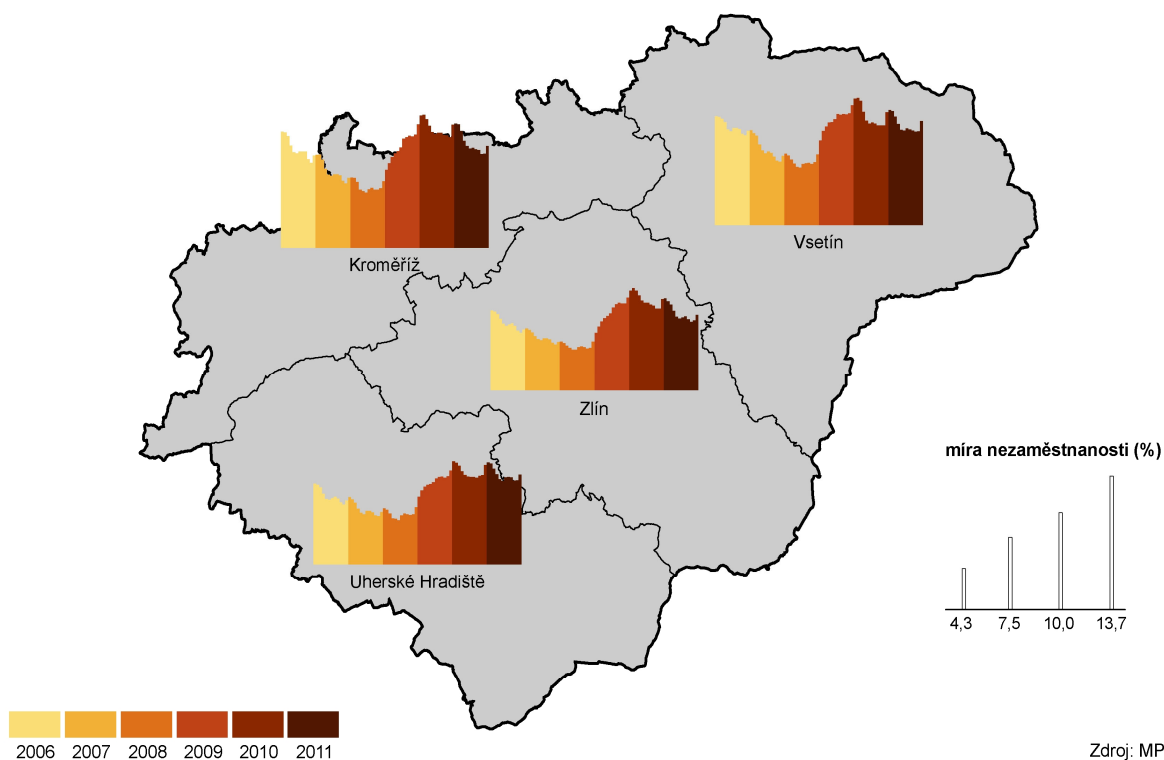 Vsetín
Kroměříž
Zlín
míra nezaměstnanosti (%)
Uherské Hradiště
4,3 7,5 10,0 13,7
2006 2007 2008 2009 2010 2011
Zdroj: MP